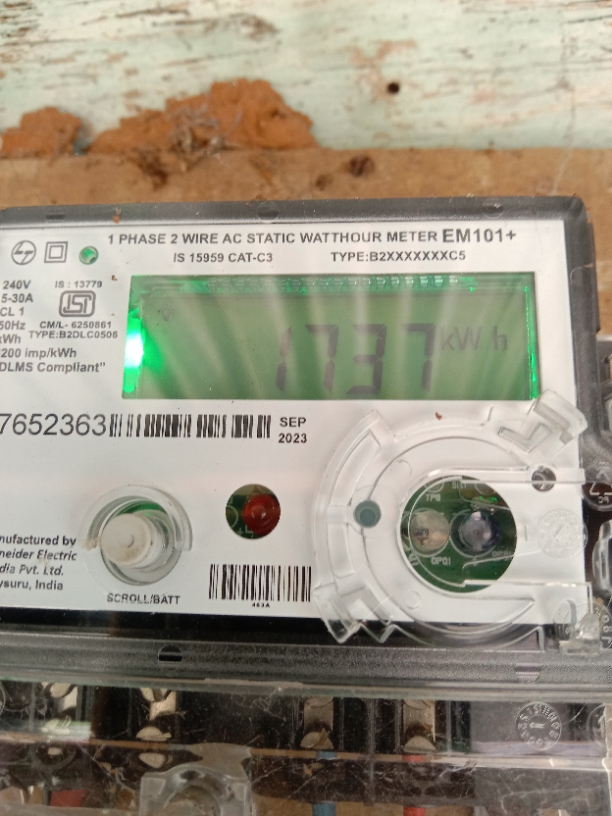 1 PHASE 2 WIRE AC STATIC WATTHOUR METER EM101+
IS 15959 CAT-C3 TYPE:B2XXXXXXXC5
240V IS : 13779
5-30A
CL 1 ISI
50Hz CM/L- 6250861
kWh TYPE:B2DLC0506
200 imp/kWh
DLMS Compliant"
1737 kW h
7652363
SEP
2023
nufactured by
neider Electric
dia Pvt. Ltd.
ysuru, India
SCROLL/BATT